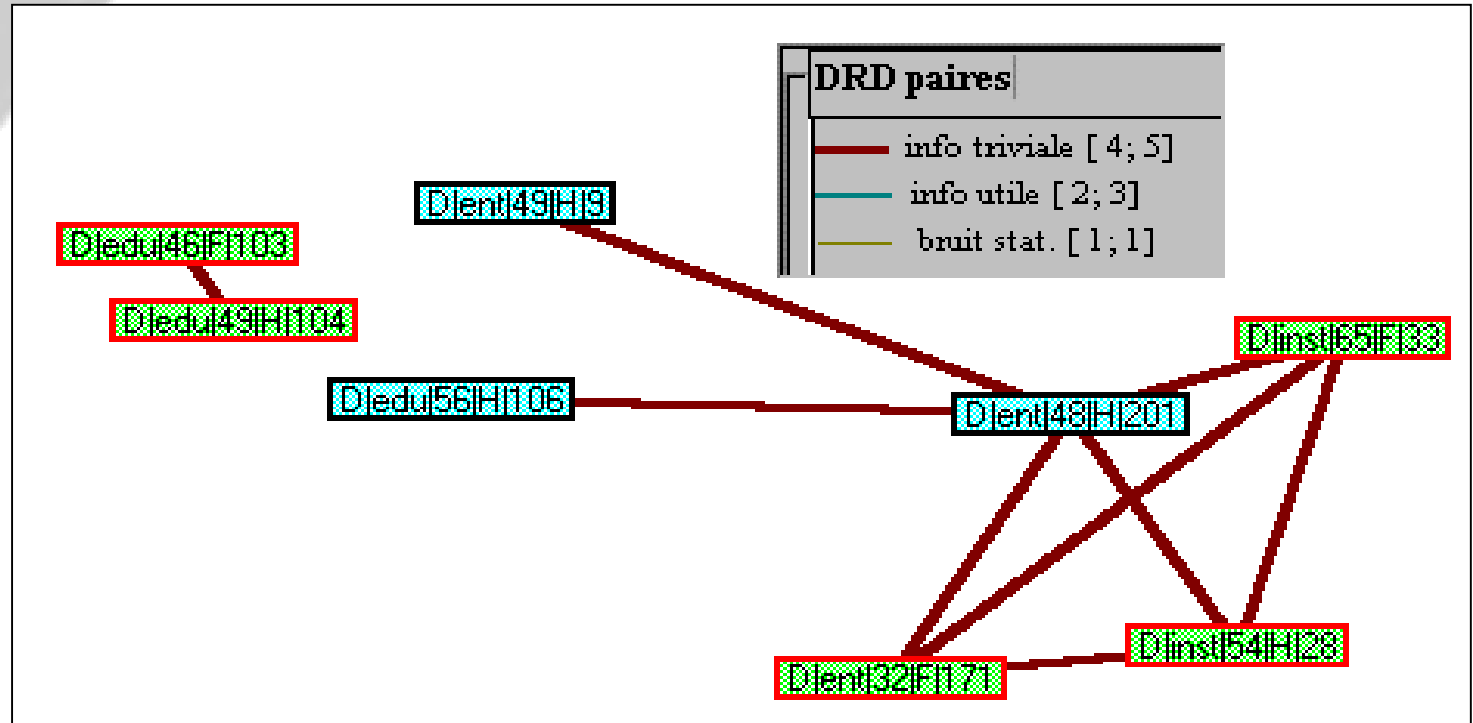 DRD paires
info triviale [ 4; 5]
info utile [ 2; 3]
bruit stat. [ 1; 1]
D|ent|49|H|9
D|edu|46|F|103
D|edu|49|H|104
D|inst|65|F|33
D|edu|56|H|106
D|ent|48|H|201
D|inst|54|H|28
D|ent|32|F|171